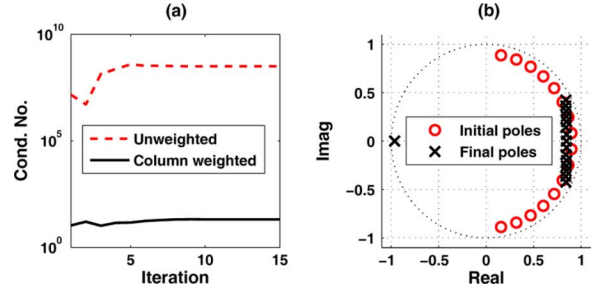 (a)
10^10
10^5
10^0
Cond. No.
Unweighted
Column weighted
5
10
15
Iteration
(b)
1
0.5
0
−0.5
−1
Imag
Initial poles
Final poles
−1
−0.5
0
0.5
1
Real